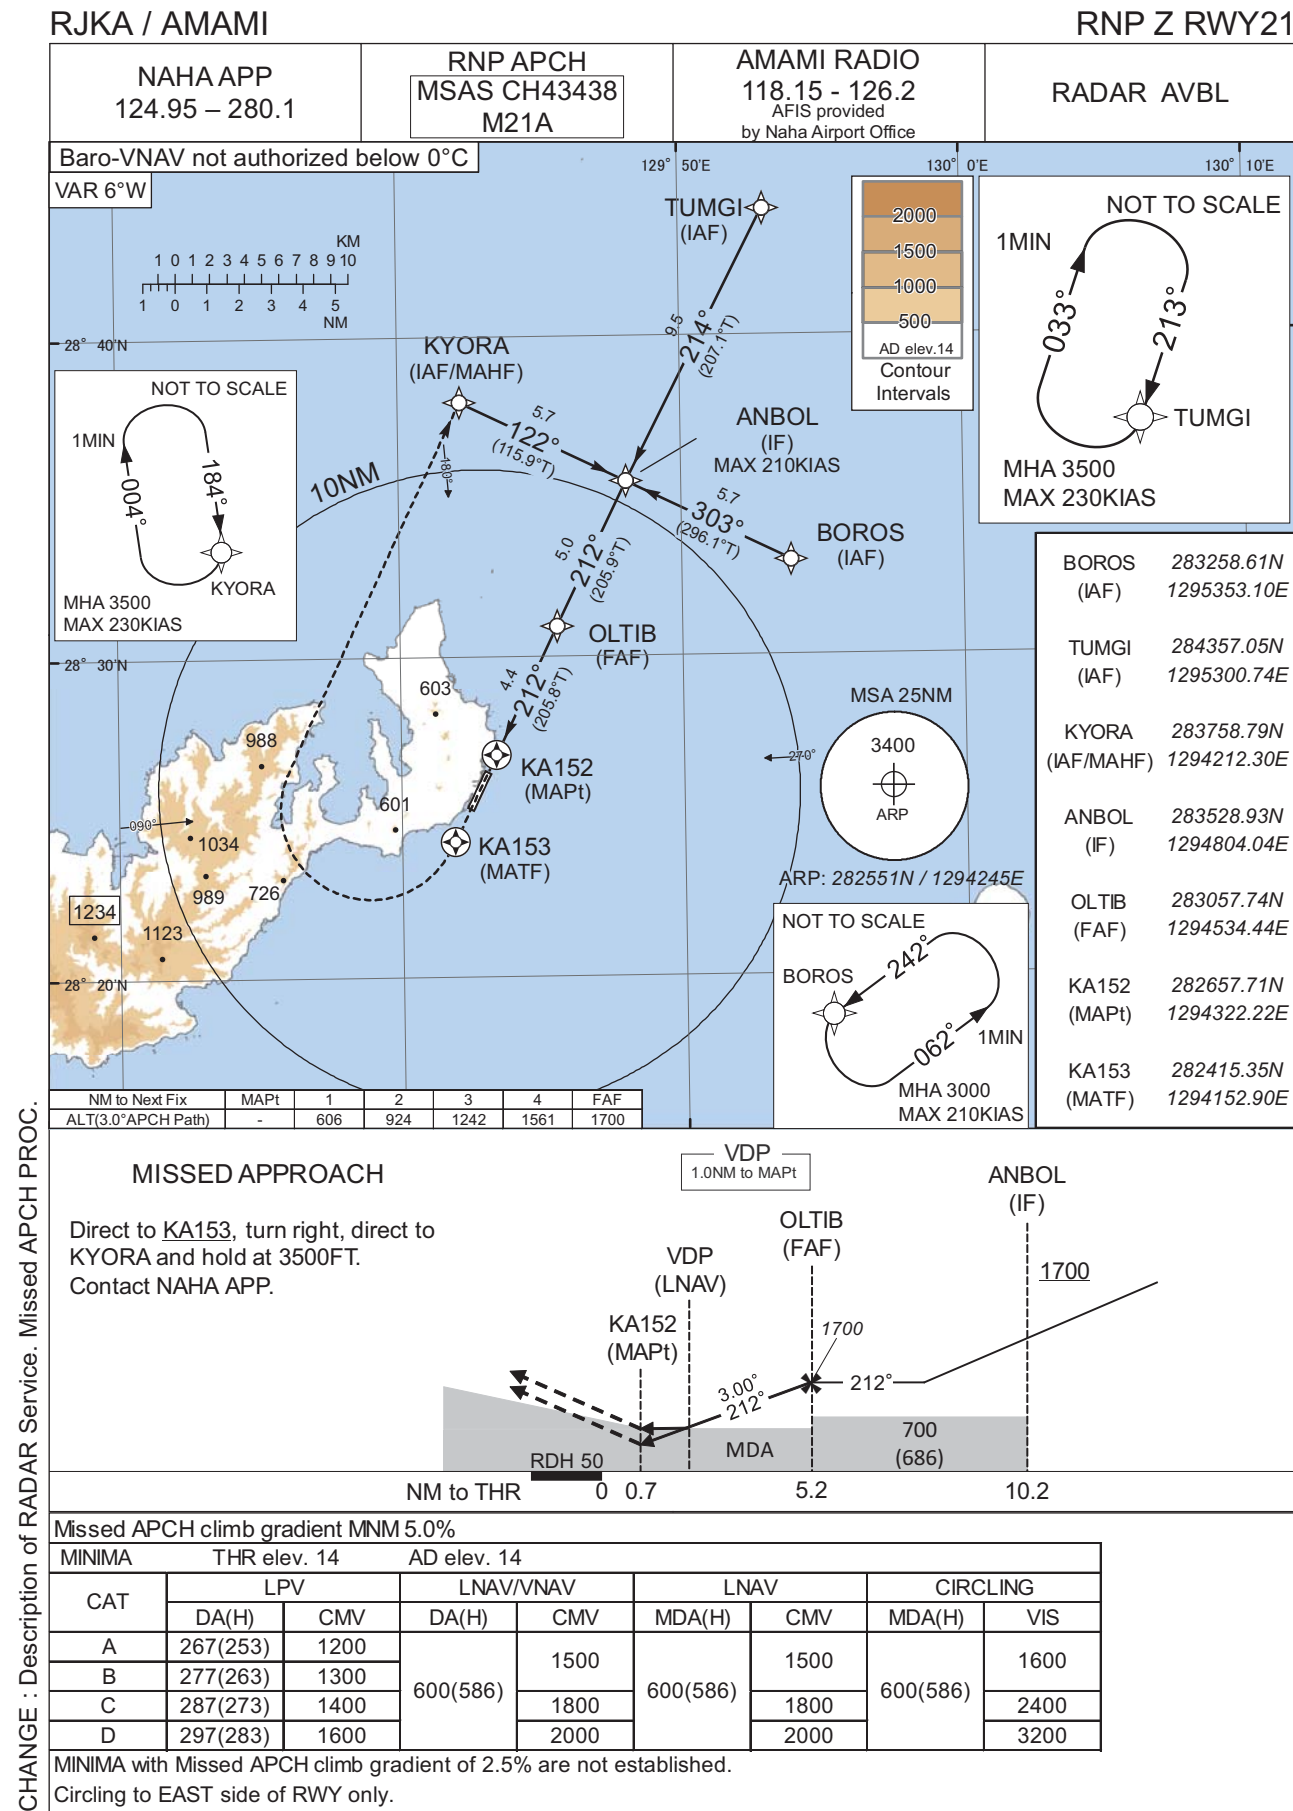 RJKA / AMAMI
RNP Z RWY21
NAHA APP
124.95 – 280.1
RNP APCH
MSAS CH43438
M21A
AMAMI RADIO
118.15 - 126.2
AFIS provided
by Naha Airport Office
RADAR AVBL
Baro-VNAV not authorized below 0°C
VAR 6°W
129° 50'E
130° 0'E
130° 10'E
KM
1 0 1 2 3 4 5 6 7 8 9 10
1 0 1 2 3 4 5
NM
TUMGI
(IAF)
9.5
214°
(207.1°T)
2000
1500
1000
500
AD elev.14
Contour
Intervals
NOT TO SCALE
1MIN
033°
213°
TUMGI
MHA 3500
MAX 230KIAS
28° 40'N
KYORA
(IAF/MAHF)
5.7
122°
(115.9°T)
180°
ANBOL
(IF)
MAX 210KIAS
NOT TO SCALE
1MIN
004°
184°
KYORA
MHA 3500
MAX 230KIAS
10NM
5.7
303°
(296.1°T)
BOROS
(IAF)
5.0
212°
(205.9°T)
OLTIB
(FAF)
28° 30'N
4.4
212°
(205.8°T)
603
988
KA152
(MAPt)
601
090°
1034
KA153
(MATF)
989
726
1234
1123
28° 20'N
MSA 25NM
270°
3400
ARP
ARP: 282551N / 1294245E
NOT TO SCALE
BOROS
242°
062°
1MIN
MHA 3000
MAX 210KIAS
BOROS 283258.61N
(IAF) 1295353.10E
TUMGI 284357.05N
(IAF) 1295300.74E
KYORA 283758.79N
(IAF/MAHF) 1294212.30E
ANBOL 283528.93N
(IF) 1294804.04E
OLTIB 283057.74N
(FAF) 1294534.44E
KA152 282657.71N
(MAPt) 1294322.22E
KA153 282415.35N
(MATF) 1294152.90E
NM to Next Fix MAPt 1 2 3 4 FAF
ALT(3.0°APCH Path) - 606 924 1242 1561 1700
MISSED APPROACH
Direct to KA153, turn right, direct to
KYORA and hold at 3500FT.
Contact NAHA APP.
VDP
1.0NM to MAPt
ANBOL
(IF)
OLTIB
(FAF)
VDP
(LNAV)
KA152
(MAPt)
1700
1700
3.00°
212°
212°
700
(686)
MDA
RDH 50
NM to THR 0 0.7 5.2 10.2
Missed APCH climb gradient MNM 5.0%
MINIMA THR elev. 14 AD elev. 14
CAT LPV LNAV/VNAV LNAV CIRCLING
DA(H) CMV DA(H) CMV MDA(H) CMV MDA(H) VIS
A 267(253) 1200 600(586) 1500 600(586) 1500 600(586) 1600
B 277(263) 1300
C 287(273) 1400 1800 1800 2400
D 297(283) 1600 2000 2000 3200
MINIMA with Missed APCH climb gradient of 2.5% are not established.
Circling to EAST side of RWY only.
CHANGE : Description of RADAR Service. Missed APCH PROC.